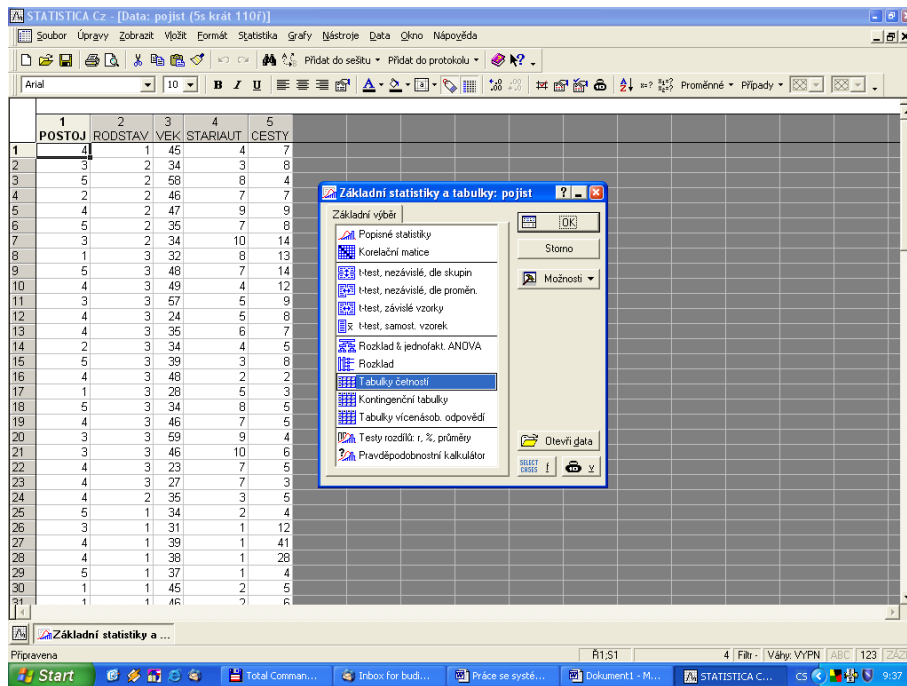 STATISTICA Cz - [Data: pojist (5s krát 110ř)]
Soubor Úpravy Zobrazit Vložit Formát Statistika Grafy Nástroje Data Okno Nápověda
Přidat do sešitu Přidat do protokolu
Arial 10 B I U Proměnné Případy
1 2 3 4 5
POSTOJ RODSTAV VEK STARIAUT CESTY
1 4 1 45 4 7
2 3 2 34 3 8
3 5 2 58 8 4
4 2 2 46 7 7
5 4 2 47 9 9
6 5 2 35 7 8
7 3 2 34 10 14
8 1 3 32 8 13
9 5 3 48 7 14
10 4 3 49 4 12
11 3 3 57 5 9
12 4 3 24 5 8
13 4 3 35 6 7
14 2 3 34 4 5
15 5 3 39 3 8
16 4 3 48 2 2
17 1 3 28 5 3
18 5 3 34 8 5
19 4 3 46 7 5
20 3 3 59 9 4
21 3 3 46 10 6
22 4 3 23 7 5
23 4 3 27 7 3
24 4 2 35 3 5
25 5 1 34 2 4
26 3 1 31 1 12
27 4 1 39 1 41
28 4 1 38 1 28
29 5 1 37 1 4
30 1 1 45 2 5
31 1 1 46 2 6
Základní statistiky a tabulky: pojist
Základní výběr
Popisné statistiky
Korelační matice
t-test, nezávislé, dle skupin
t-test, nezávislé, dle proměn.
t-test, závislé vzorky
t-test, samost. vzorek
Rozklad & jednofakt. ANOVA
Rozklad
Tabulky četností
Kontingenční tabulky
Tabulky vícenásob. odpovědí
Testy rozdílů: r, %, průměry
Pravděpodobnostní kalkulátor
OK
Storno
Možnosti
Otevři data
SELECT CASES f v
Základní statistiky a ...
Připravena Ř1;S1 4 Filtr - Váhy: VYPN ABC 123 ZÁZ
Start Total Comman... Inbox for budi... Práce se systé... Dokument1 - M... STATISTICA C... CS 9:37